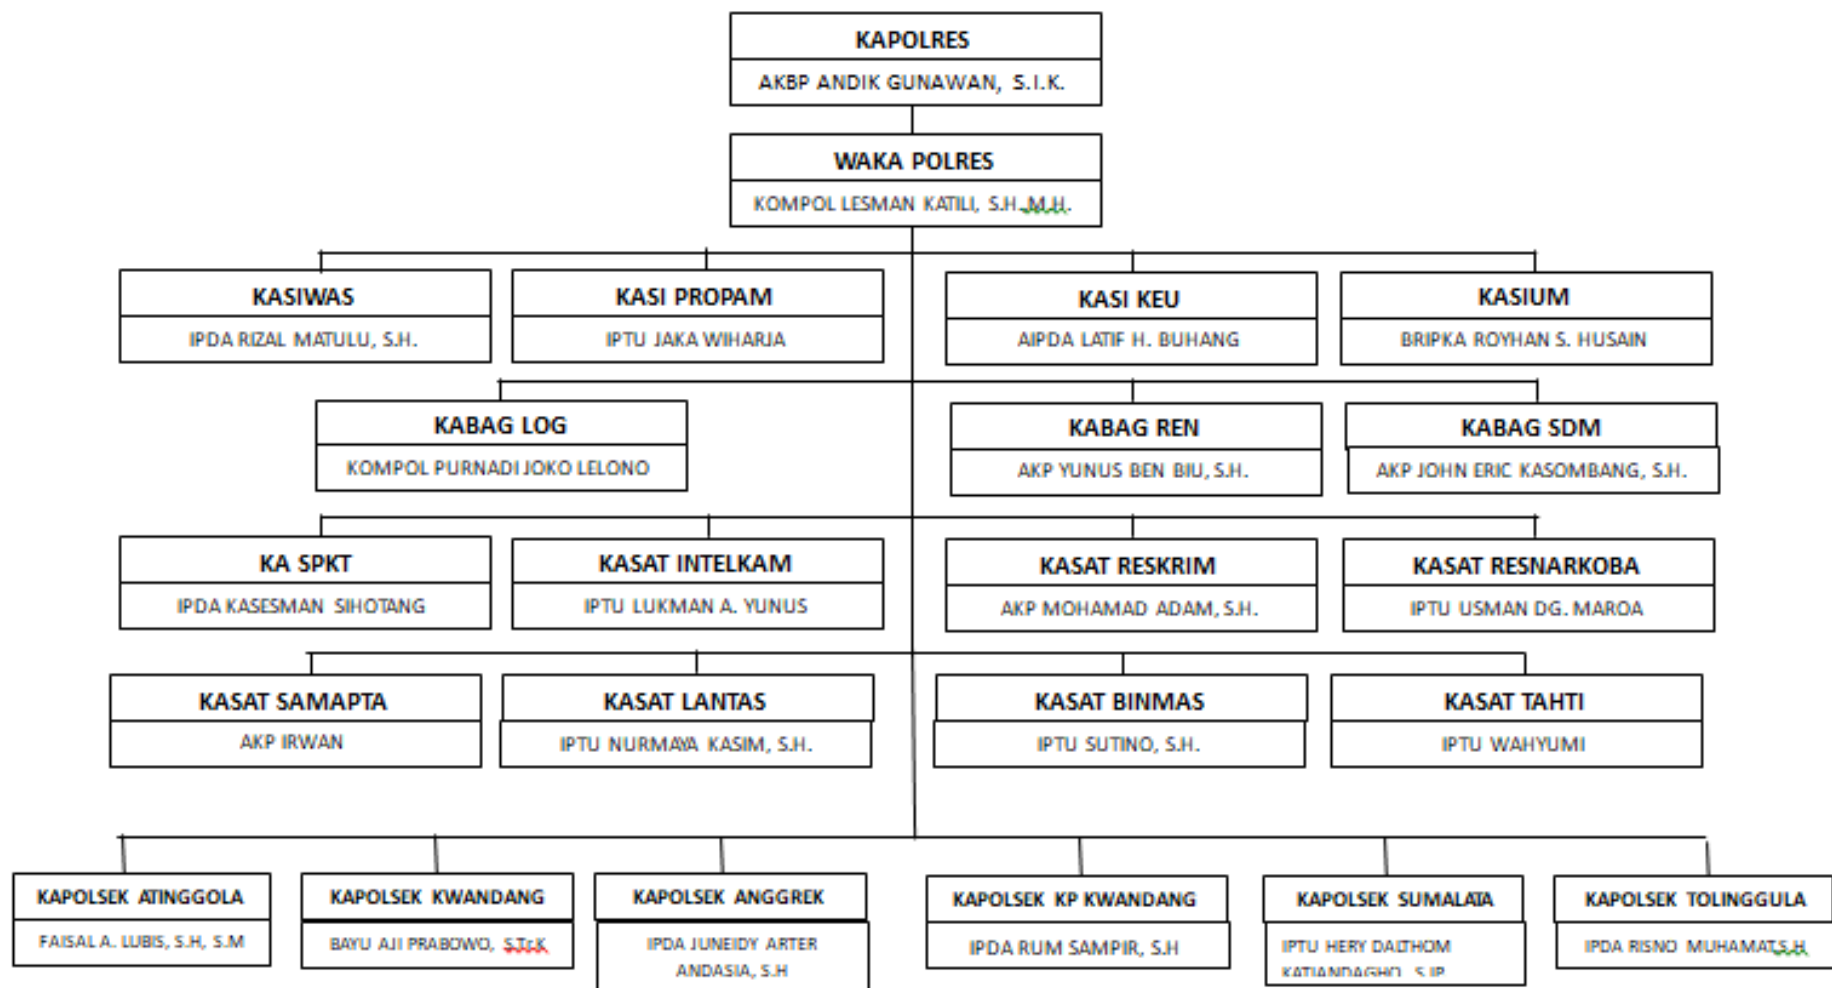 KAPOLRES
AKBP ANDIK GUNAWAN, S.I.K.
WAKA POLRES
KOMPOL LESMAN KATILI, S.H.,M.H.
KASIWAS
IPDA RIZAL MATULU, S.H.
KASI PROPAM
IPTU JAKA WIHARJA
KASI KEU
AIPDA LATIF H. BUHANG
KASIUM
BRIPKA ROYHAN S. HUSAIN
KABAG LOG
KOMPOL PURNADI JOKO LELONO
KABAG REN
AKP YUNUS BEN BIU, S.H.
KABAG SDM
AKP JOHN ERIC KASOMBANG, S.H.
KA SPKT
IPDA KASESMAN SIHOTANG
KASAT INTELKAM
IPTU LUKMAN A. YUNUS
KASAT RESKRIM
AKP MOHAMAD ADAM, S.H.
KASAT RESNARKOBA
IPTU USMAN DG. MAROA
KASAT SAMAPTA
AKP IRWAN
KASAT LANTAS
IPTU NURMAYA KASIM, S.H.
KASAT BINMAS
IPTU SUTINO, S.H.
KASAT TAHTI
IPTU WAHYUMI
KAPOLSEK ATINGGOLA
FAISAL A. LUBIS, S.H, S.M
KAPOLSEK KWANDANG
BAYU AJI PRABOWO, S.Tr.K
KAPOLSEK ANGGREK
IPDA JUNEIDY ARTER
ANDASIA, S.H
KAPOLSEK KP KWANDANG
IPDA RUM SAMPIR, S.H
KAPOLSEK SUMALATA
IPTU HERY DALTHOM
KATIANDAGHO, S.IP
KAPOLSEK TOLINGGULA
IPDA RISNO MUHAMAT,S.H